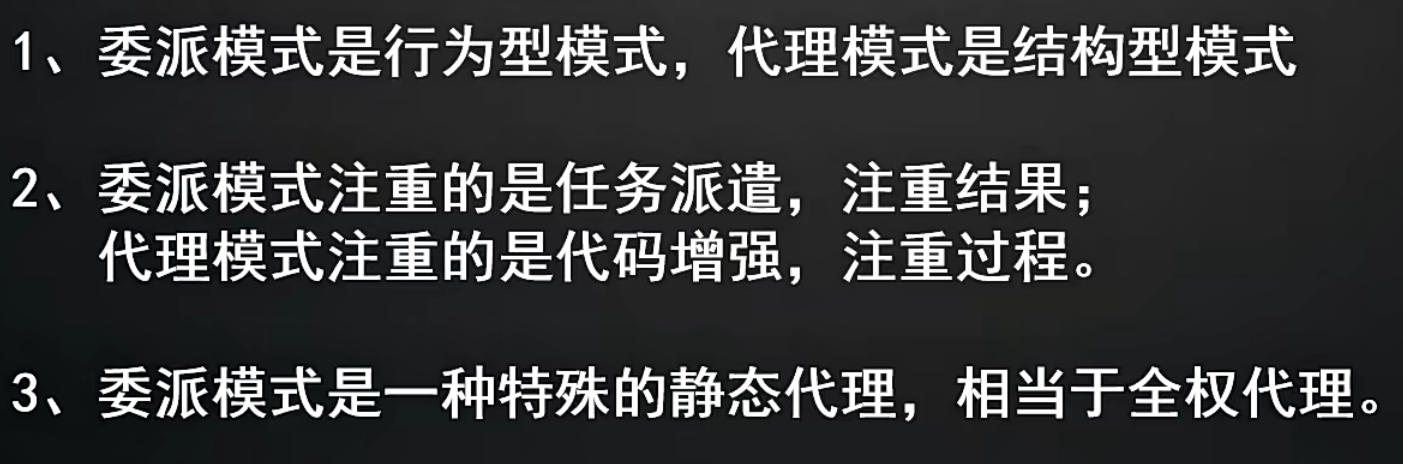 1、委派模式是行为型模式，代理模式是结构型模式
2、委派模式注重的是任务派遣，注重结果；
代理模式注重的是代码增强，注重过程。
3、委派模式是一种特殊的静态代理，相当于全权代理。